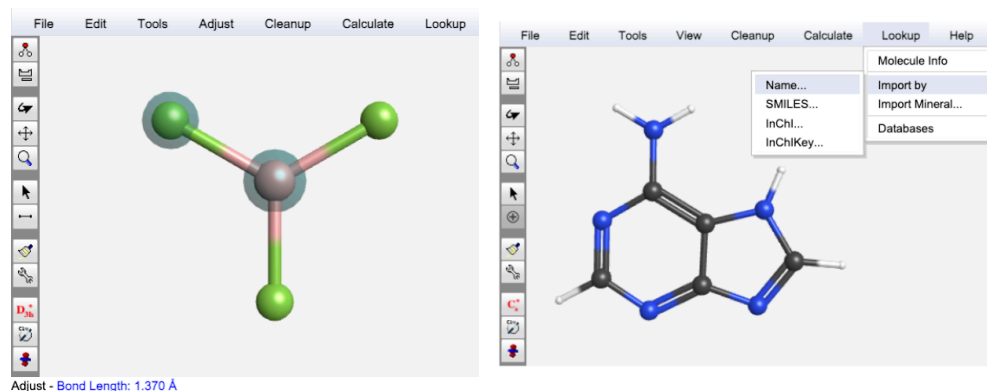 File Edit Tools Adjust Cleanup Calculate Lookup
D3h
Adjust - Bond Length: 1.370 Å
File Edit Tools View Cleanup Calculate Lookup Help
Molecule Info
Import by
Import Mineral...
Databases
Name...
SMILES...
InChI...
InChIKey...